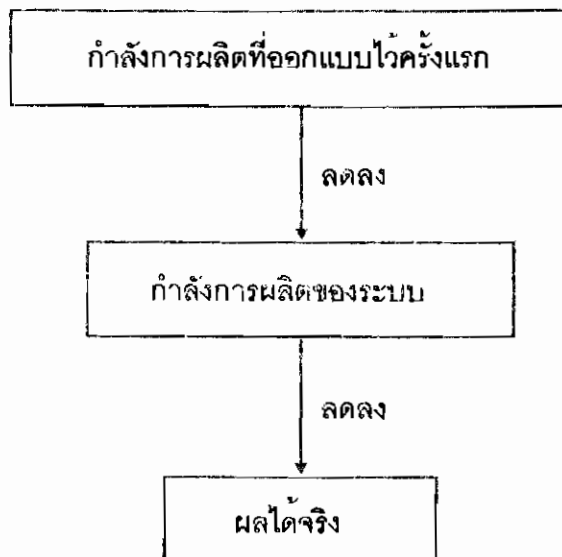 กำลังการผลิตที่ออกแบบไว้ครั้งแรก
ลดลง
กำลังการผลิตของระบบ
ลดลง
ผลได้จริง